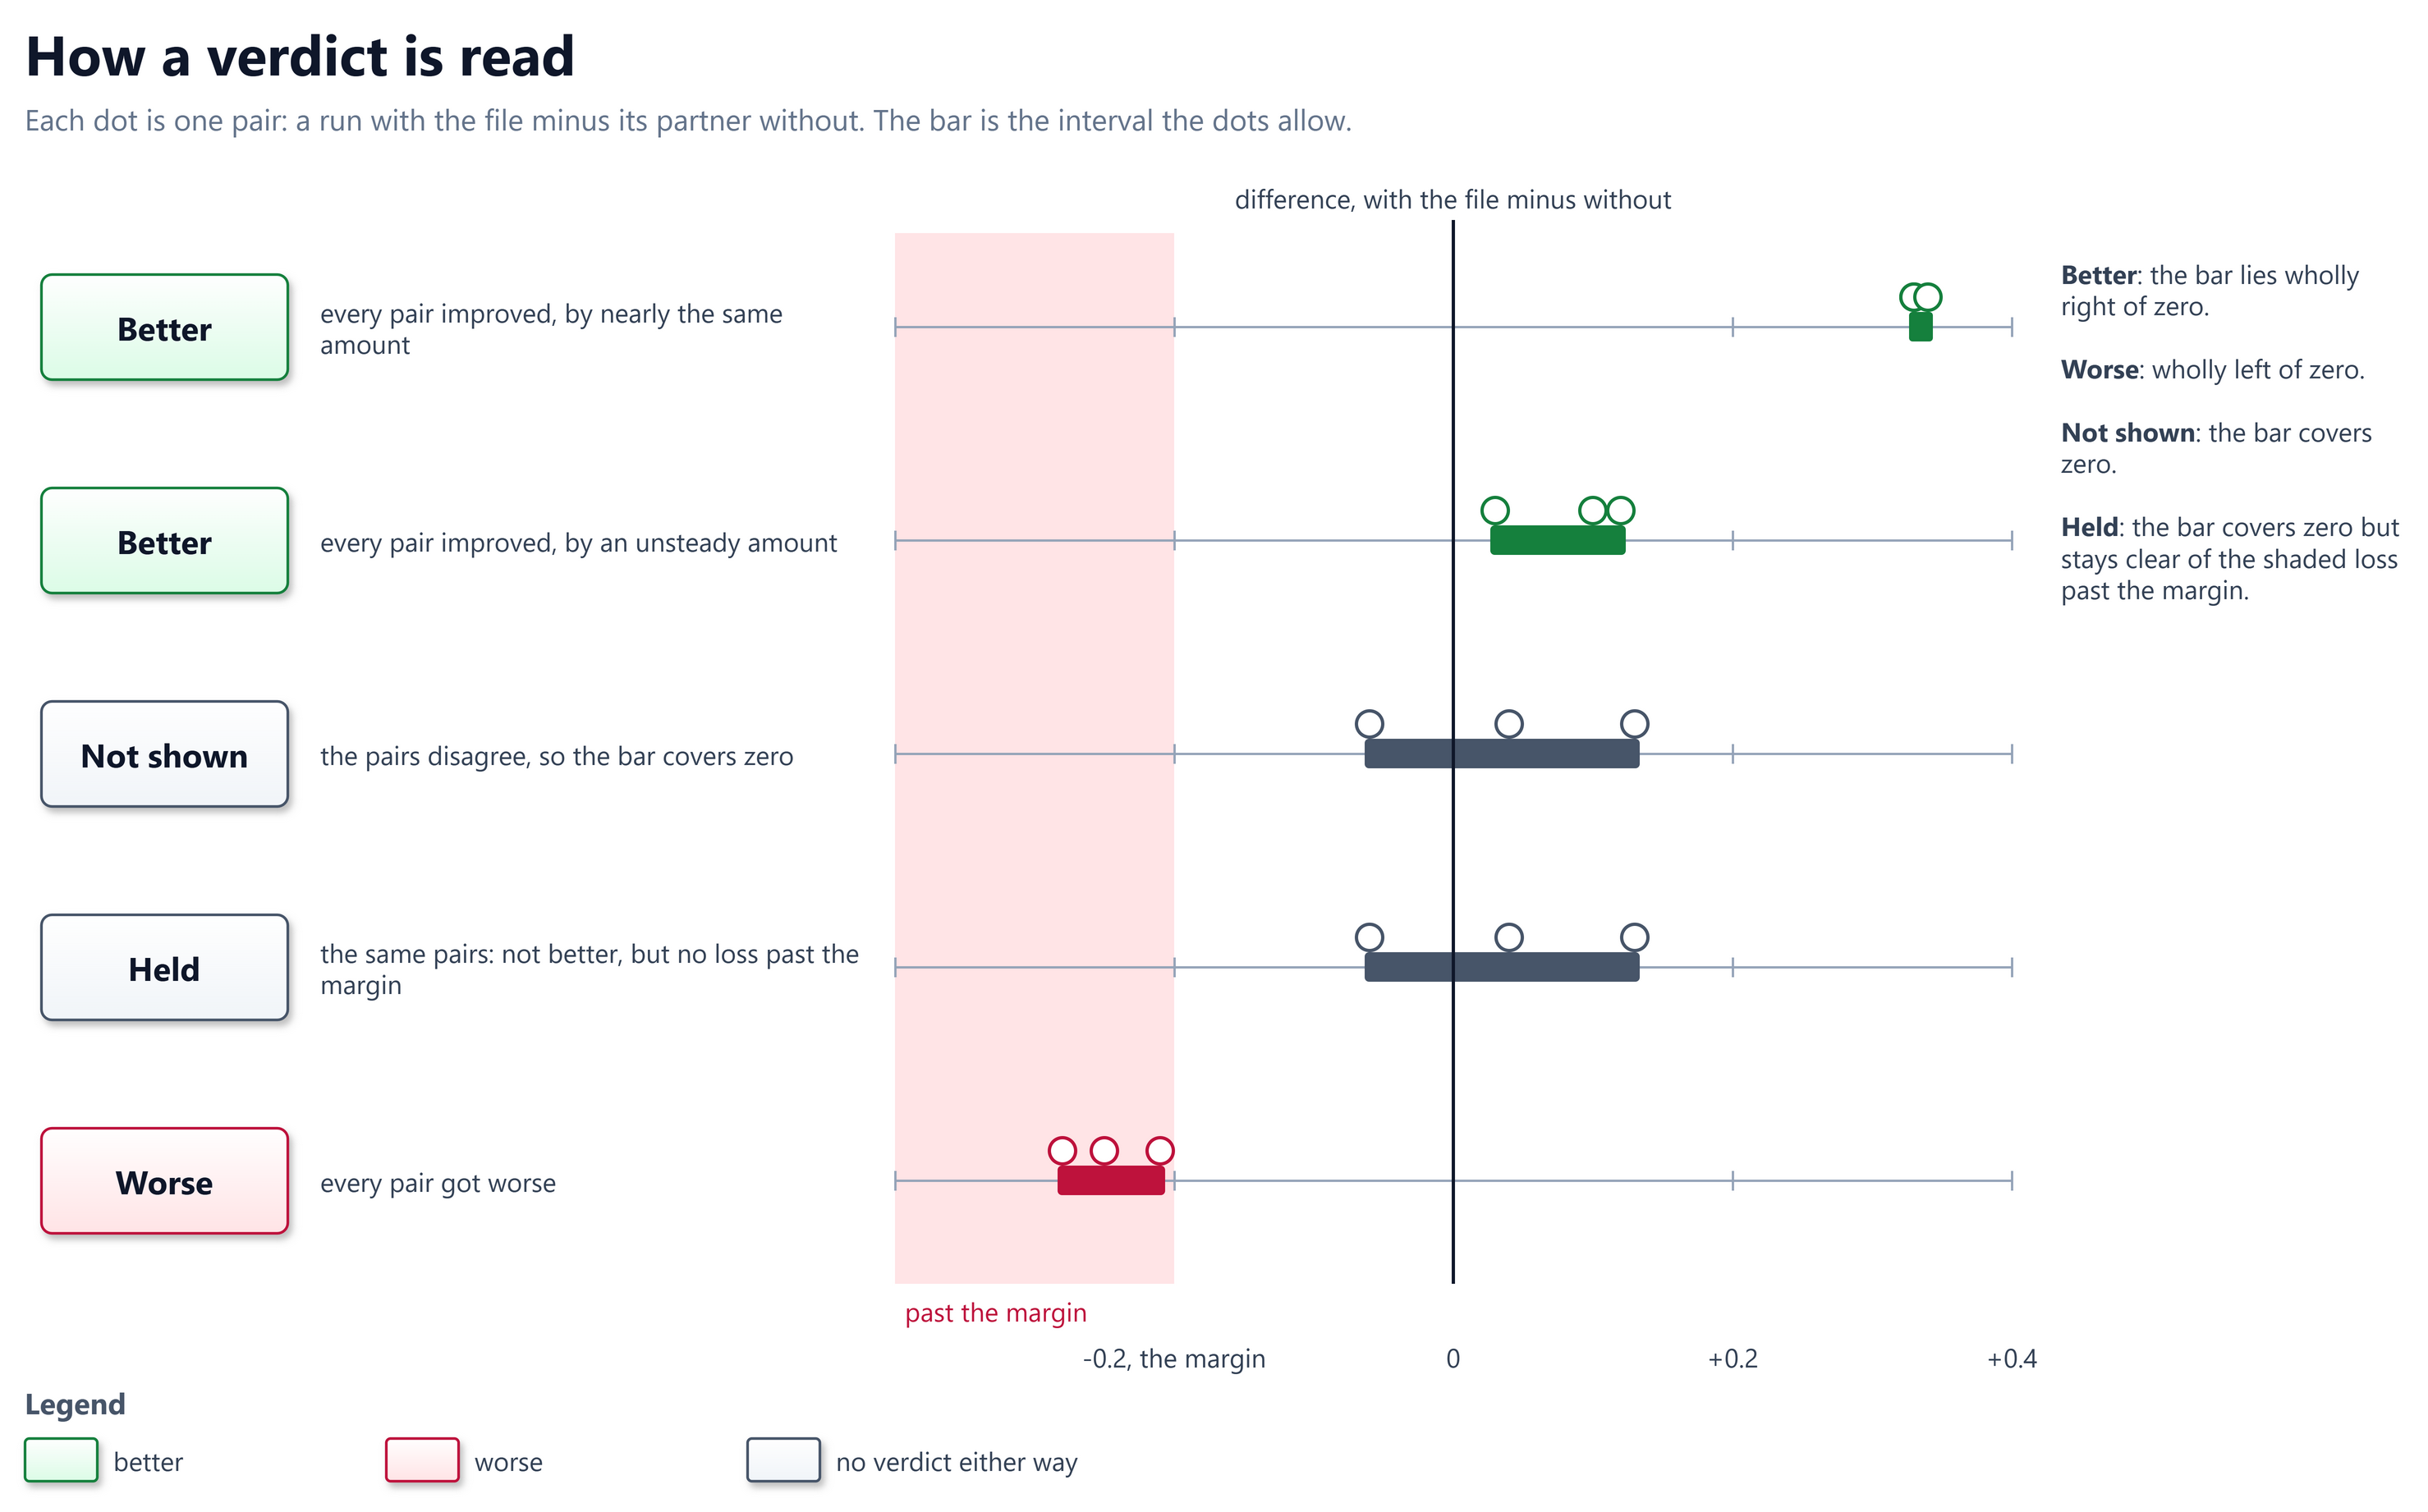 How a verdict is read
Each dot is one pair: a run with the file minus its partner without. The bar is the interval the dots allow.
difference, with the file minus without
Better
every pair improved, by nearly the same
amount
Better
every pair improved, by an unsteady amount
Not shown
the pairs disagree, so the bar covers zero
Held
the same pairs: not better, but no loss past the
margin
Worse
every pair got worse
Better: the bar lies wholly
right of zero.
Worse: wholly left of zero.
Not shown: the bar covers
zero.
Held: the bar covers zero but
stays clear of the shaded loss
past the margin.
past the margin
-0.2, the margin
0
+0.2
+0.4
Legend
better
worse
no verdict either way